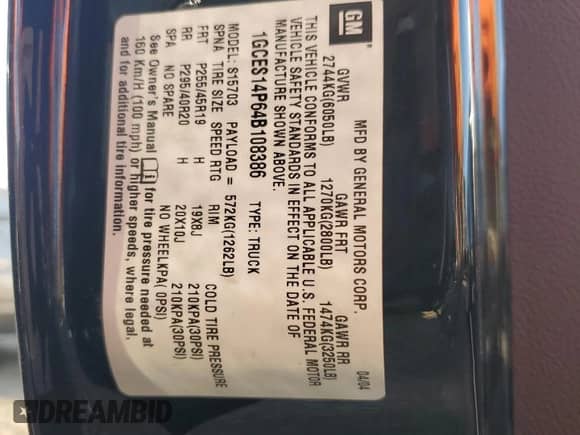 GM
MFD BY GENERAL MOTORS CORP.
04/04
GVWR GAWR FRT GAWR RR
2744KG(6050LB) 1270KG(2800LB) 1474KG(3250LB)
THIS VEHICLE CONFORMS TO ALL APPLICABLE U.S. FEDERAL MOTOR
VEHICLE SAFETY STANDARDS IN EFFECT ON THE DATE OF
MANUFACTURE SHOWN ABOVE.
1GCES14P64B108386 TYPE: TRUCK
MODEL: S15703 PAYLOAD = 572KG(1262LB)
SPNA TIRE SIZE SPEED RTG RIM COLD TIRE PRESSURE
FRT P255/45R19 H 19X8J 210KPA(30PSI)
RR P295/40R20 H 20X10J 210KPA(30PSI)
SPA NO SPARE NO WHEELKPA( 0PSI)
See Owner's Manual for tire pressure needed at
160 Km/H (100 mph) or higher speeds, where legal,
and for additional tire information.
DREAMBID